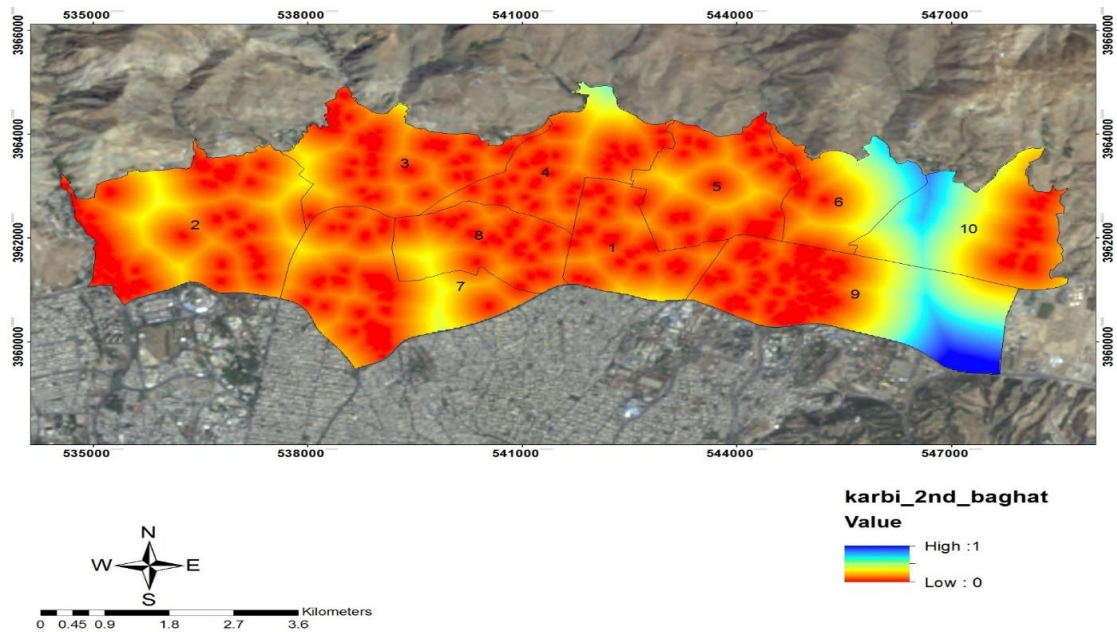 535000 538000 541000 544000 547000
3966000 3966000
3964000 3964000
3962000 3962000
3960000 3960000
3
4
5
6
2
10
8
1
7
9
535000 538000 541000 544000 547000
karbi_2nd_baghat
Value
High :1
Low : 0
N
W E
S
Kilometers
0 0.45 0.9 1.8 2.7 3.6